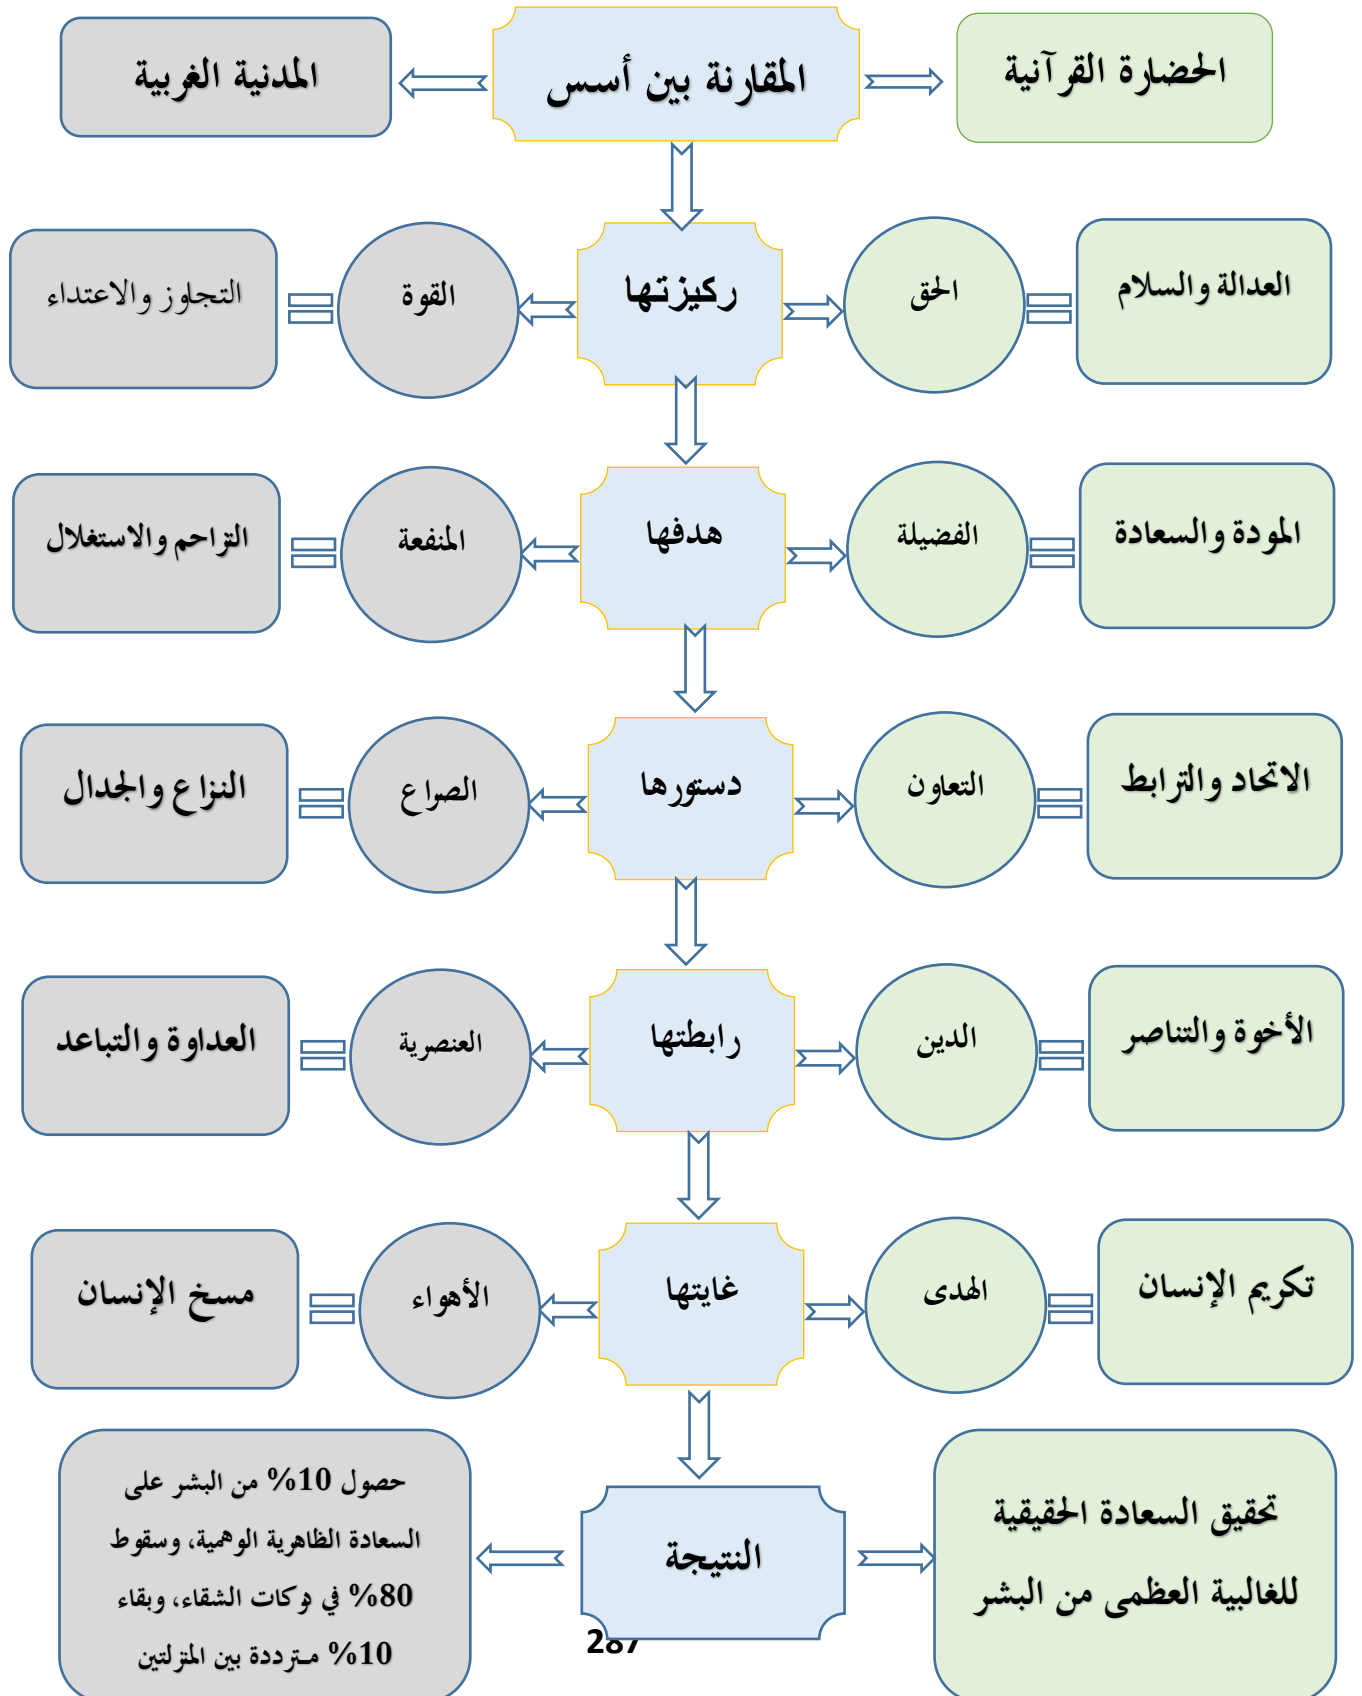 الحضارة القرآنية
المقارنة بين أسس
المدنية الغربية
العدالة والسلام
الحق
ركيزتها
القوة
التجاوز والاعتداء
المودة والسعادة
الفضيلة
هدفها
المنفعة
التزاحم والاستغلال
الاتحاد والترابط
التعاون
دستورها
الصراع
النزاع والجدال
الأخوة والتناصر
الدين
رابطتها
العنصرية
العداوة والتباعد
تكريم الإنسان
الهدى
غايتها
الأهواء
مسخ الإنسان
تحقيق السعادة الحقيقية
للغالبية العظمى من البشر
النتيجة
حصول 10% من البشر على
السعادة الظاهرية الوهمية، وسقوط
80% في دركات الشقاء، وبقاء
10% مترددة بين المنزلتين
287